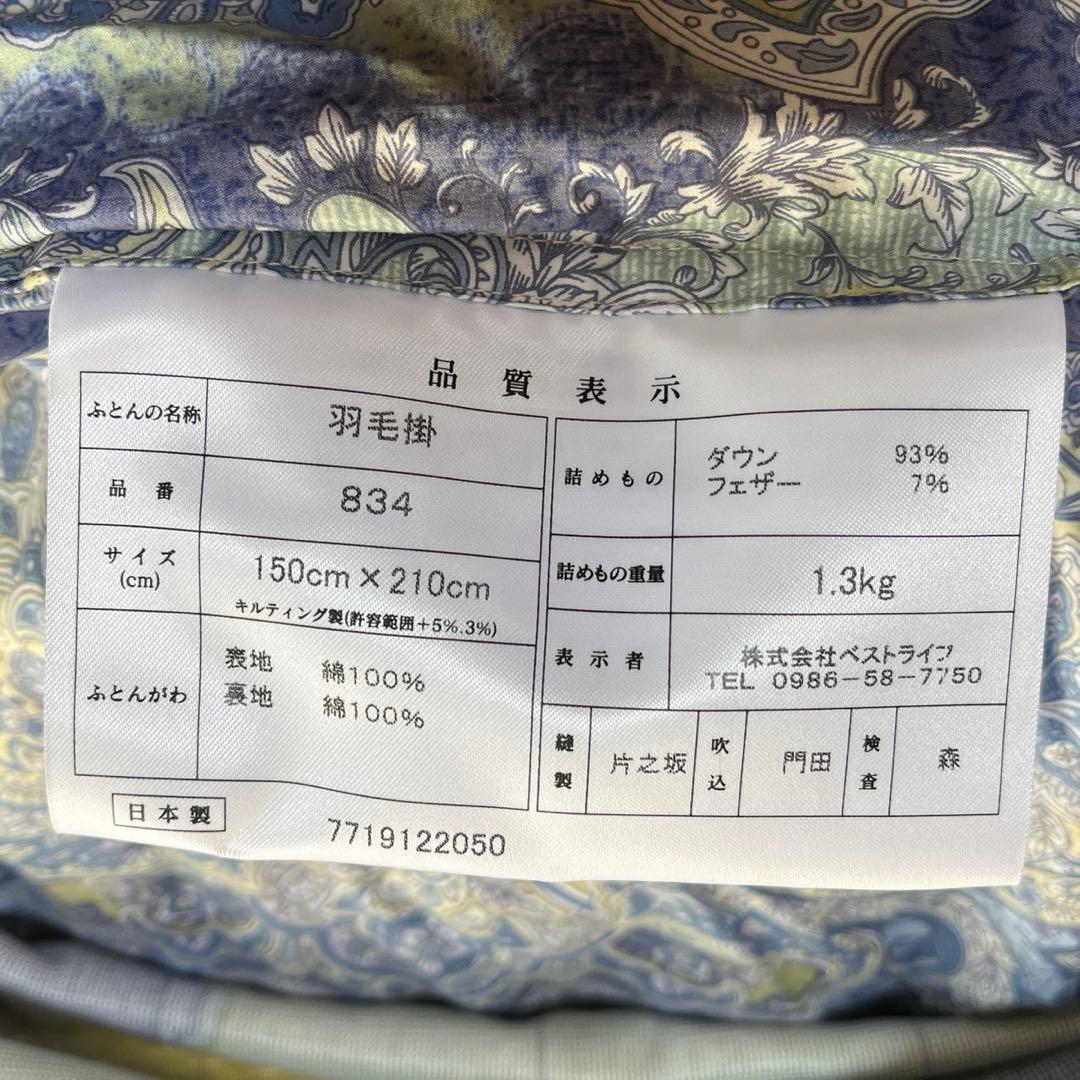 品質表示
ふとんの名称 羽毛掛
品番 834
サイズ(cm) 150cm×210cm
キルティング製(許容範囲+5%.3%)
ふとんがわ
表地 綿100%
裏地 綿100%
詰めもの
ダウン 93%
フェザー 7%
詰めもの重量 1.3kg
表示者
株式会社ベストライフ
TEL 0986-58-7750
縫製 片之坂 吹込 門田 検査 森
日本製
7719122050